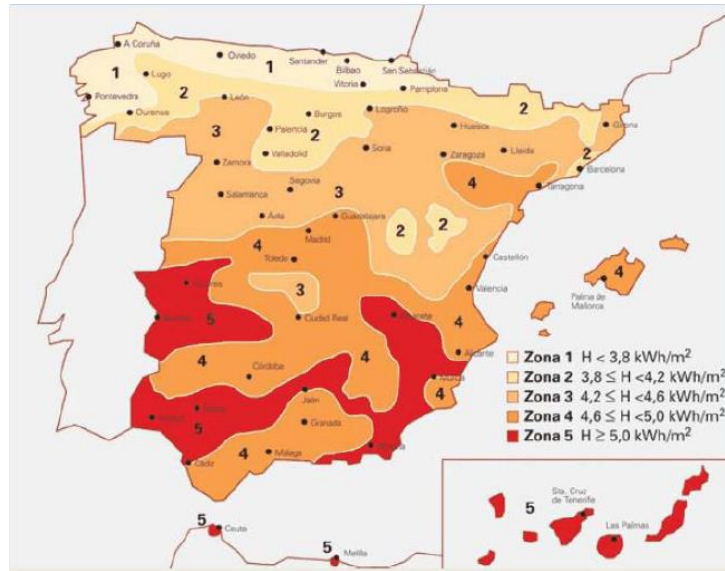 A Coruña
Oviedo
Santander
Bilbao
San Sebastián
1
1
Lugo
Vitoria
Pamplona
2
Pontevedra
León
Logroño
2
Ourense
Burgos
Huesca
Girona
3
Palencia
2
Valladolid
Soria
Zaragoza
Lleida
2
Zamora
Barcelona
Segovia
4
Tarragona
Salamanca
3
Ávila
Guadalajara
2
2
4
Madrid
Castellón
Toledo
4
3
Palma de
Mallorca
Valencia
5
Ciudad Real
4
4
Córdoba
4
Alicante
Murcia
Jaén
4
5
Granada
4
Málaga
Cádiz
Zona 1 H < 3,8 kWh/m²
Zona 2 3,8 ≤ H <4,2 kWh/m²
Zona 3 4,2 ≤ H <4,6 kWh/m²
Zona 4 4,6 ≤ H <5,0 kWh/m²
Zona 5 H ≥ 5,0 kWh/m²
5
Sta. Cruz
de Tenerife
Las Palmas
5
Ceuta
5
Melilla